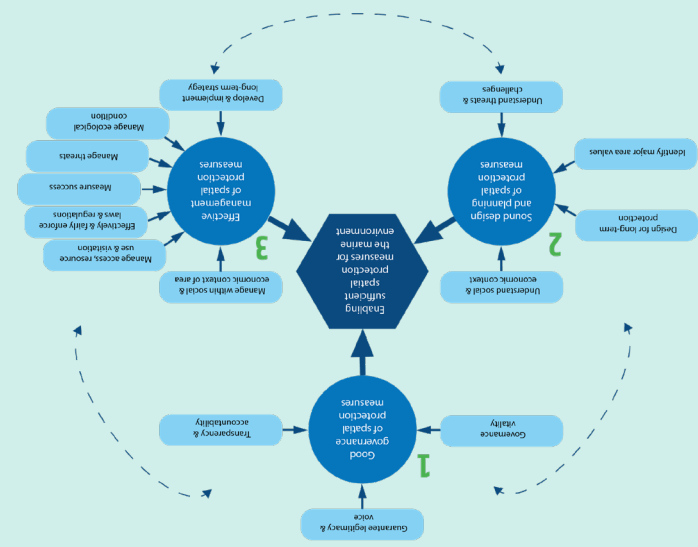 Guarantee legitimacy &
voice
1
Good
governance
of spatial
protection
measures
Governance
vitality
Transparency &
accountability
Enabling
sufficient
spatial
protection
measures for
the marine
environment
2
Sound design
and planning
of spatial
protection
measures
Understand social &
economic context
Design for long-term
protection
Identify major area values
Understand threats &
challenges
3
Effective
management
of spatial
protection
measures
Manage within social &
economic context of area
Manage access, resource
use & visitation
Effectively & fairly enforce
laws & regulations
Measure success
Manage threats
Manage ecological
condition
Develop & implement
long-term strategy